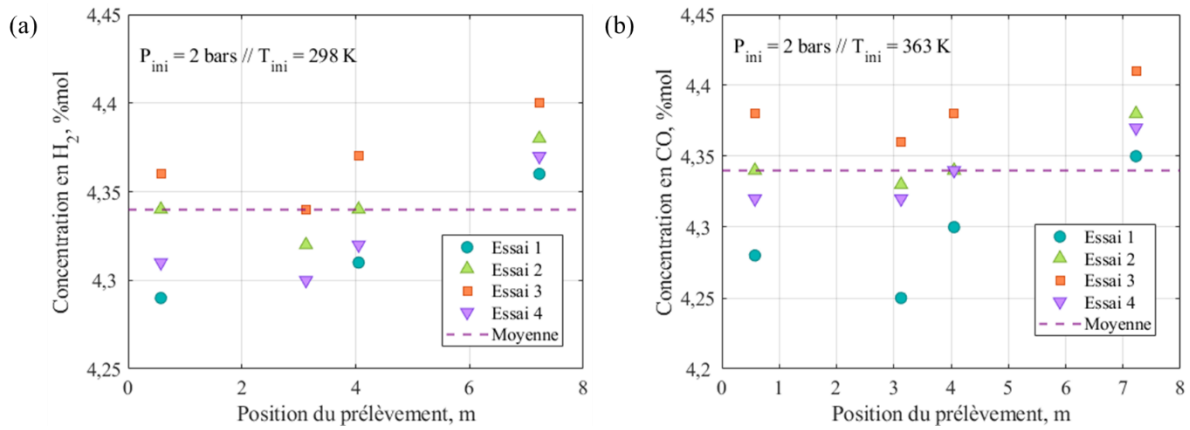 (a)
4,45
4,4
4,35
4,3
4,25
Concentration en H2, %mol
Pini = 2 bars // Tini = 298 K
Essai 1
Essai 2
Essai 3
Essai 4
Moyenne
0 2 4 6 8
Position du prélèvement, m
(b)
4,45
4,4
4,35
4,3
4,25
4,2
Concentration en CO, %mol
Pini = 2 bars // Tini = 363 K
Essai 1
Essai 2
Essai 3
Essai 4
Moyenne
0 1 2 3 4 5 6 7 8
Position du prélèvement, m